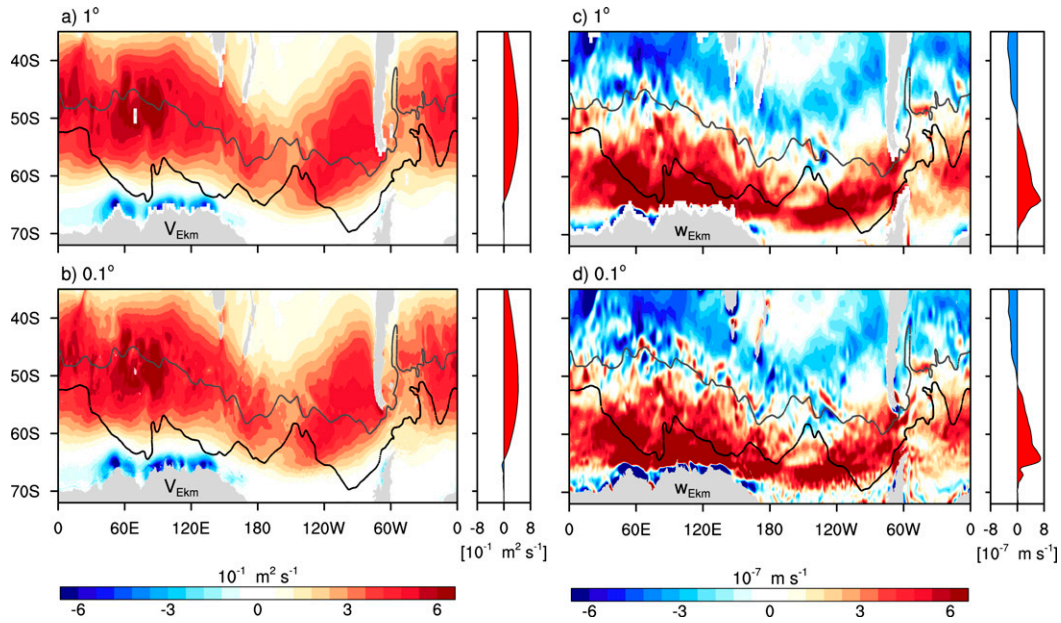 a) 1°
c) 1°
40S
50S
60S
70S
V_Ekm
w_Ekm
b) 0.1°
d) 0.1°
40S
50S
60S
70S
V_Ekm
w_Ekm
0 60E 120E 180 120W 60W 0 -8 0 8
0 60E 120E 180 120W 60W 0 -8 0 8
[10⁻¹ m² s⁻¹]
[10⁻⁷ m s⁻¹]
10⁻¹ m² s⁻¹
10⁻⁷ m s⁻¹
-6 -3 0 3 6
-6 -3 0 3 6